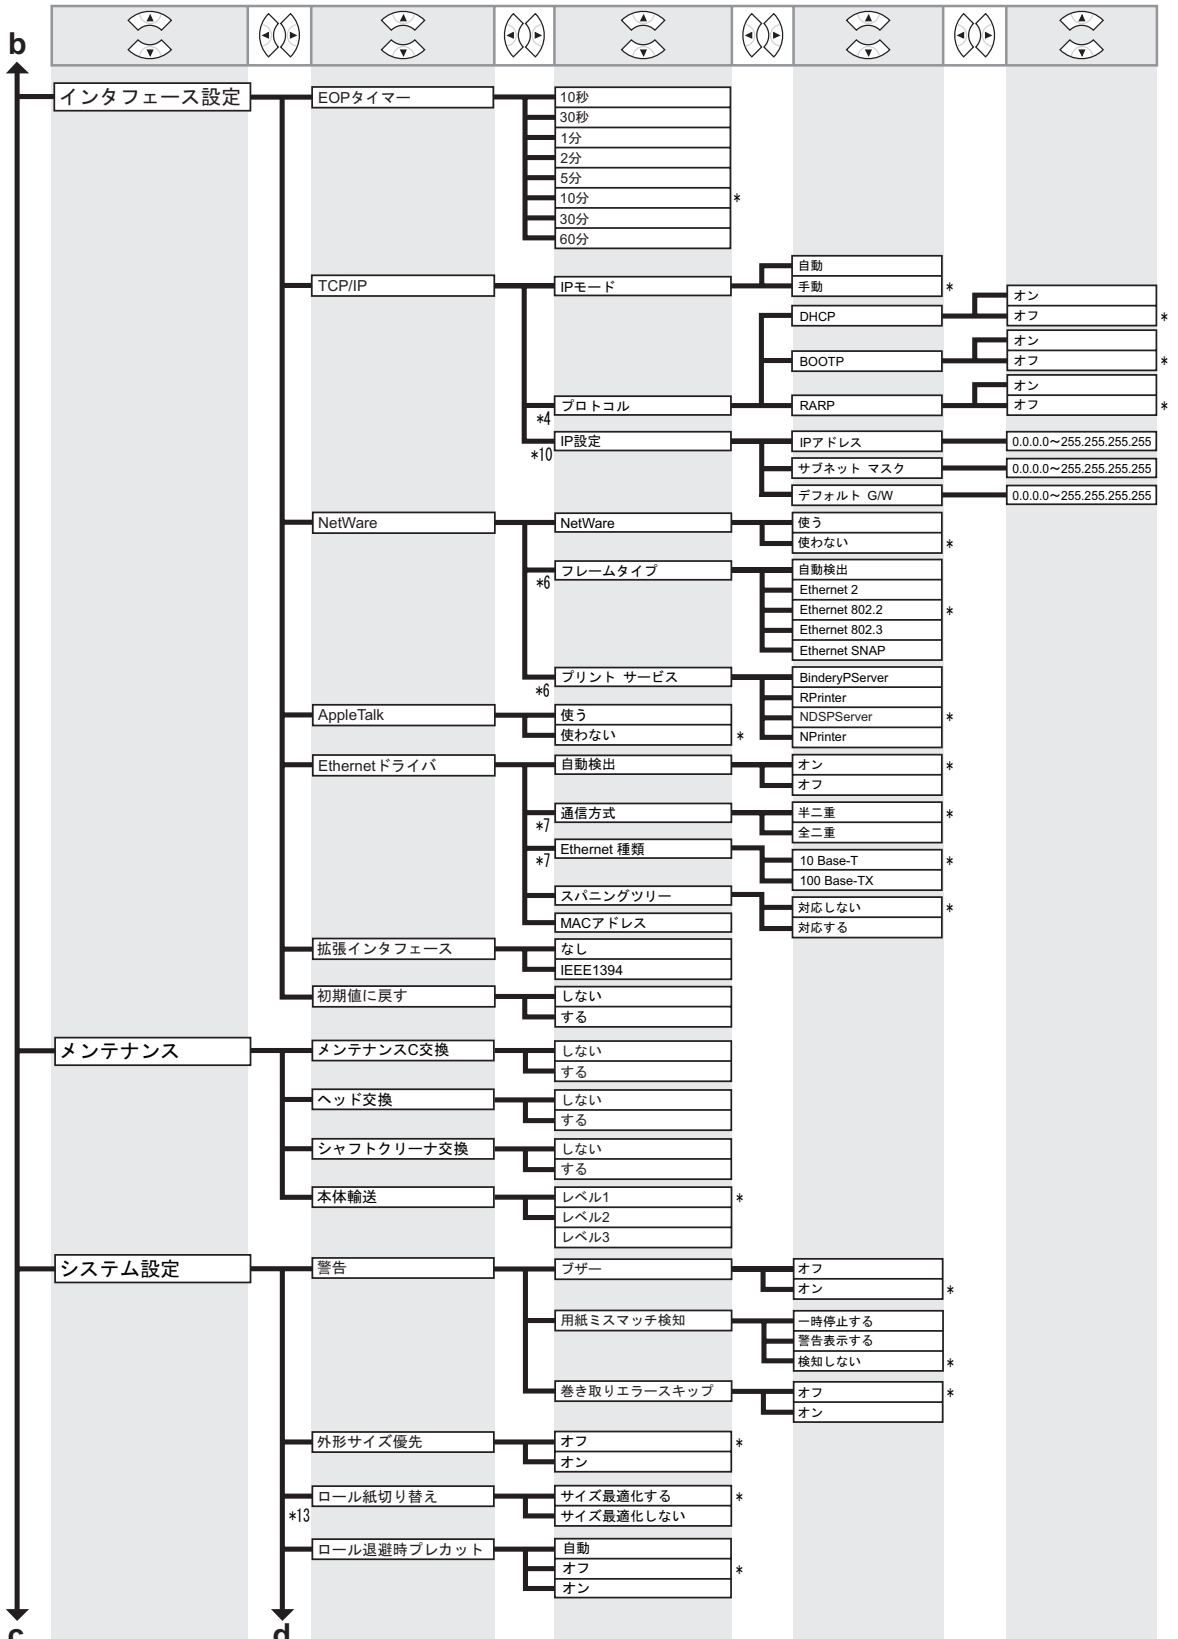 b
インタフェース設定
EOPタイマー
10秒
30秒
1分
2分
5分
10分 *
30分
60分
TCP/IP
IPモード
自動
手動 *
*4
プロトコル
DHCP
オン
オフ *
BOOTP
オン
オフ *
RARP
オン
オフ *
*10
IP設定
IPアドレス
0.0.0.0〜255.255.255.255
サブネット マスク
0.0.0.0〜255.255.255.255
デフォルト G/W
0.0.0.0〜255.255.255.255
NetWare
NetWare
使う
使わない *
*6
フレームタイプ
自動検出
Ethernet 2
Ethernet 802.2 *
Ethernet 802.3
Ethernet SNAP
*6
プリント サービス
BinderyPServer
RPrinter
NDSPServer *
NPrinter
AppleTalk
使う
使わない *
Ethernetドライバ
自動検出
オン *
オフ
*7
通信方式
半二重 *
全二重
*7
Ethernet 種類
10 Base-T *
100 Base-TX
スパニングツリー
対応しない *
対応する
MACアドレス
拡張インタフェース
なし
IEEE1394
初期値に戻す
しない
する
メンテナンス
メンテナンスC交換
しない
する
ヘッド交換
しない
する
シャフトクリーナ交換
しない
する
本体輸送
レベル1 *
レベル2
レベル3
システム設定
警告
ブザー
オフ
オン *
用紙ミスマッチ検知
一時停止する
警告表示する
検知しない *
巻き取りエラースキップ
オフ *
オン
外形サイズ優先
オフ *
オン
*13
ロール紙切り替え
サイズ最適化する *
サイズ最適化しない
ロール退避時プレカット
自動
オフ *
オン
c
d